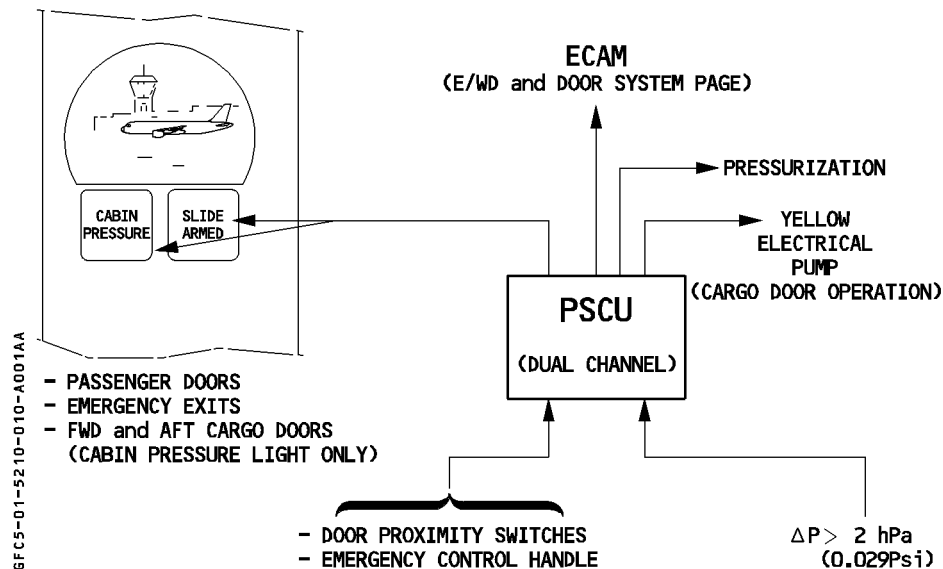 ECAM
(E/WD and DOOR SYSTEM PAGE)
PRESSURIZATION
CABIN
PRESSURE
SLIDE
ARMED
YELLOW
ELECTRICAL
PUMP
(CARGO DOOR OPERATION)
PSCU
(DUAL CHANNEL)
- PASSENGER DOORS
- EMERGENCY EXITS
- FWD and AFT CARGO DOORS
(CABIN PRESSURE LIGHT ONLY)
- DOOR PROXIMITY SWITCHES
- EMERGENCY CONTROL HANDLE
ΔP> 2 hPa
(0.029Psi)
GFC5-01-5210-010-A001AA